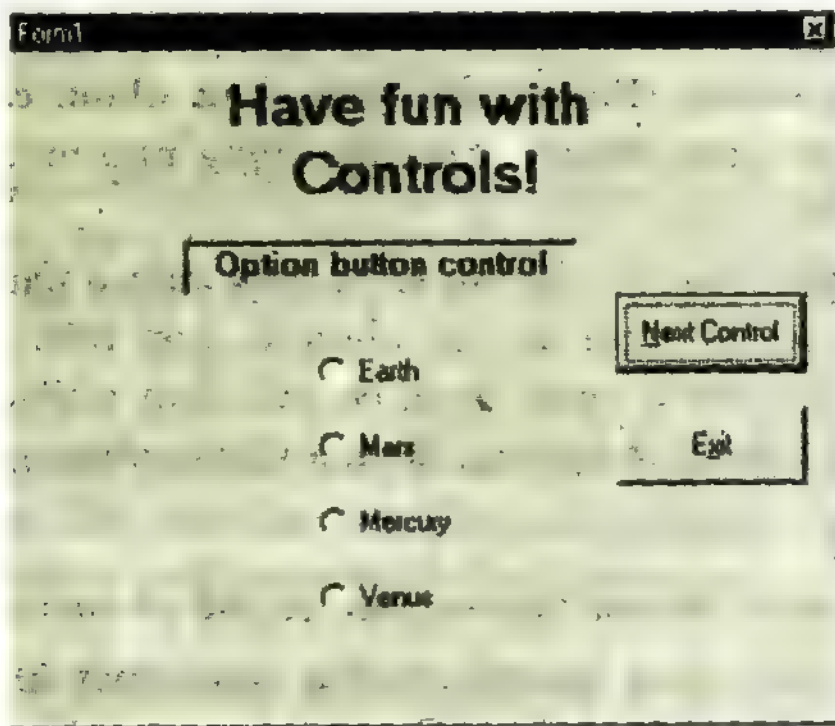 Form1
Have fun with
Controls!
Option button control
Next Control
Earth
Exit
Mars
Mercury
Venus